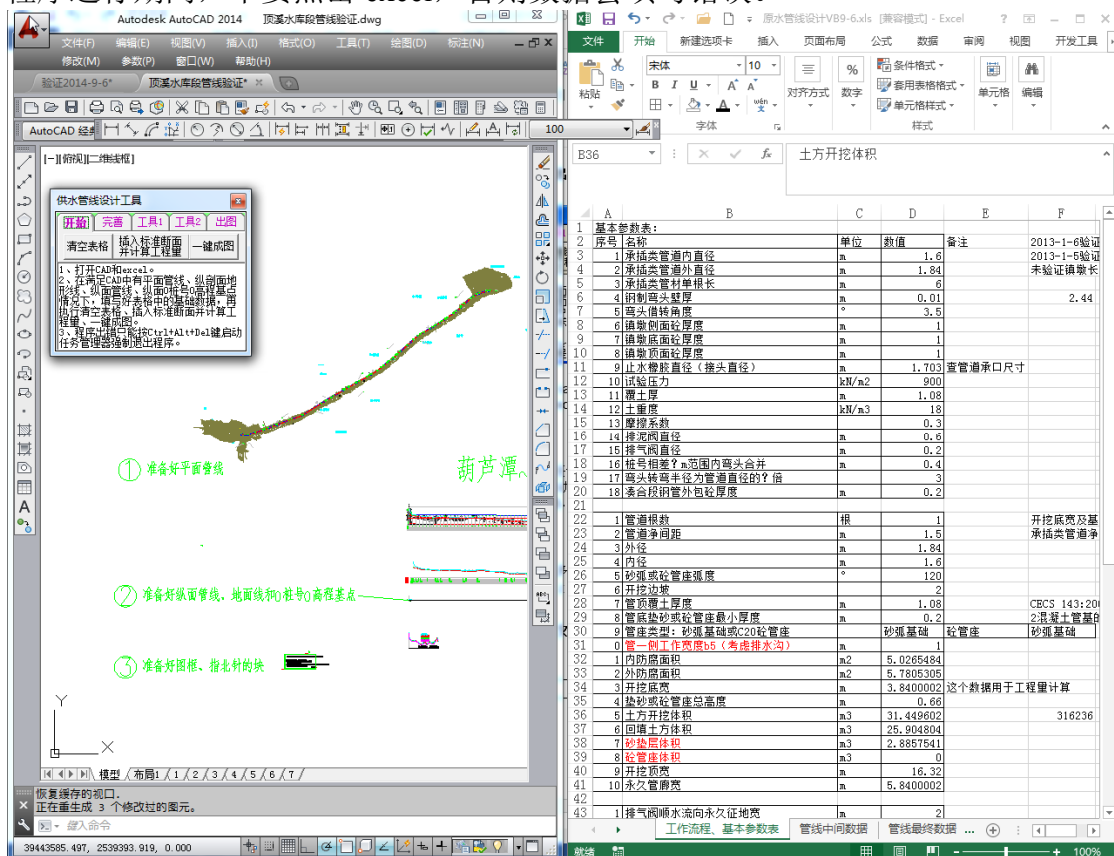 程序运行期间，不要点击 excel，否则数据会填写错误。
Autodesk AutoCAD 2014 顶溪水库段管线验证.dwg
文件(F) 编辑(E) 视图(V) 插入(I) 格式(O) 工具(T) 绘图(D) 标注(N)
修改(M) 参数(P) 窗口(W) 帮助(H)
验证2014-9-6* 顶溪水库段管线验证*
AutoCAD 经典
100
[-][俯视][二维线框]
供水管线设计工具
开始 完善 工具1 工具2 出图
清空表格 插入标准断面并计算工程量 一键成图
1、打开CAD和excel。
2、在满足CAD中有平面管线、纵剖面地
形线、纵面管线、纵面0桩号0高程基点
情况下，填写好表格中的基础数据，再
执行清空表格、插入标准断面并计算工
程量、一键成图。
3、程序出错只能按Ctrl+Alt+Del键启动
任务管理器强制退出程序。
① 准备好平面管线
葫芦潭
② 准备好纵面管线、地面线和0桩号0高程基点
③ 准备好图框、指北针的块
Y
X
模型 布局1 1 2 3 4 5 6 7
恢复缓存的视口。
正在重生成 3 个修改过的图元。
键入命令
39443585.497, 2539393.919, 0.000
原水管线设计VB9-6.xls [兼容模式] - Excel
文件 开始 新建选项卡 插入 页面布局 公式 数据 审阅 视图 开发工具
粘贴 宋体 10 对齐方式 数字 条件格式 套用表格格式 单元格样式 单元格 编辑
字体 样式
B36 fx 土方开挖体积
A B C D E F
1 基本参数表:
2 序号 名称 单位 数值 备注 2013-1-6验证
3 1 承插类管道内直径 m 1.6 2013-1-5验证
4 2 承插类管道外直径 m 1.84 未验证镇墩长
5 3 承插类管材单根长 m 6
6 4 钢制弯头壁厚 m 0.01 2.44
7 5 弯头借转角度 ° 3.5
8 6 镇墩侧面砼厚度 m 1
9 7 镇墩底面砼厚度 m 1
10 8 镇墩顶面砼厚度 m 1
11 9 止水橡胶直径（接头直径） m 1.703 查管道承口尺寸
12 10 试验压力 kN/m2 900
13 11 覆土厚 m 1.08
14 12 土重度 kN/m3 18
15 13 摩擦系数 0.3
16 14 排泥阀直径 m 0.6
17 15 排气阀直径 m 0.2
18 16 桩号相差？m范围内弯头合并 m 0.4
19 17 弯头转弯半径为管道直径的？倍 3
20 18 凑合段钢管外包砼厚度 m 0.2
21
22 1 管道根数 根 1 开挖底宽及基
23 2 管道净间距 m 1.5 承插类管道净
24 3 外径 m 1.84
25 4 内径 m 1.6
26 5 砂弧或砼管座弧度 ° 120
27 6 开挖边坡 2
28 7 管顶覆土厚度 m 1.08 CECS 143:200
29 8 管底垫砂或砼管座最小厚度 m 0.2 2混凝土管基的
30 9 管座类型：砂弧基础或C20砼管座 砂弧基础 砼管座 砂弧基础
31 0 管一侧工作宽度b5（考虑排水沟） m 1
32 1 内防腐面积 m2 5.0265484
33 2 外防腐面积 m2 5.7805305
34 3 开挖底宽 m 3.8400002 这个数据用于工程量计算
35 4 垫砂或砼管座总高度 m 0.66
36 5 土方开挖体积 m3 31.449602 316236
37 6 回填土方体积 m3 25.904804
38 7 砂垫层体积 m3 2.8857541
39 8 砼管座体积 m3 0
40 9 开挖顶宽 m 16.32
41 10 永久管廊宽 m 5.8400002
42
43 1 排气阀顺水流向永久征地宽 m 2
工作流程、基本参数表 管线中间数据 管线最终数据 ...
就绪 100%